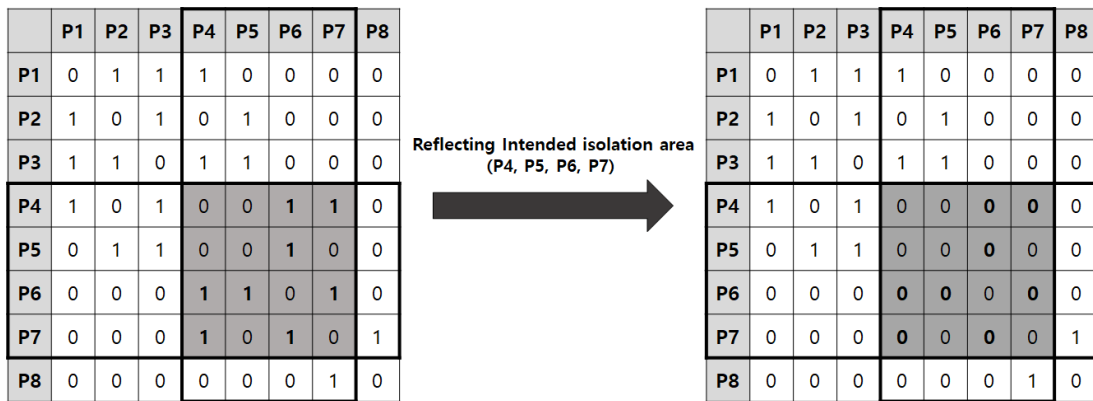 P1 P2 P3 P4 P5 P6 P7 P8
P1 0 1 1 1 0 0 0 0
P2 1 0 1 0 1 0 0 0
P3 1 1 0 1 1 0 0 0
P4 1 0 1 0 0 1 1 0
P5 0 1 1 0 0 1 0 0
P6 0 0 0 1 1 0 1 0
P7 0 0 0 1 0 1 0 1
P8 0 0 0 0 0 0 1 0
Reflecting Intended isolation area
(P4, P5, P6, P7)
P1 P2 P3 P4 P5 P6 P7 P8
P1 0 1 1 1 0 0 0 0
P2 1 0 1 0 1 0 0 0
P3 1 1 0 1 1 0 0 0
P4 1 0 1 0 0 0 0 0
P5 0 1 1 0 0 0 0 0
P6 0 0 0 0 0 0 0 0
P7 0 0 0 0 0 0 0 1
P8 0 0 0 0 0 0 1 0